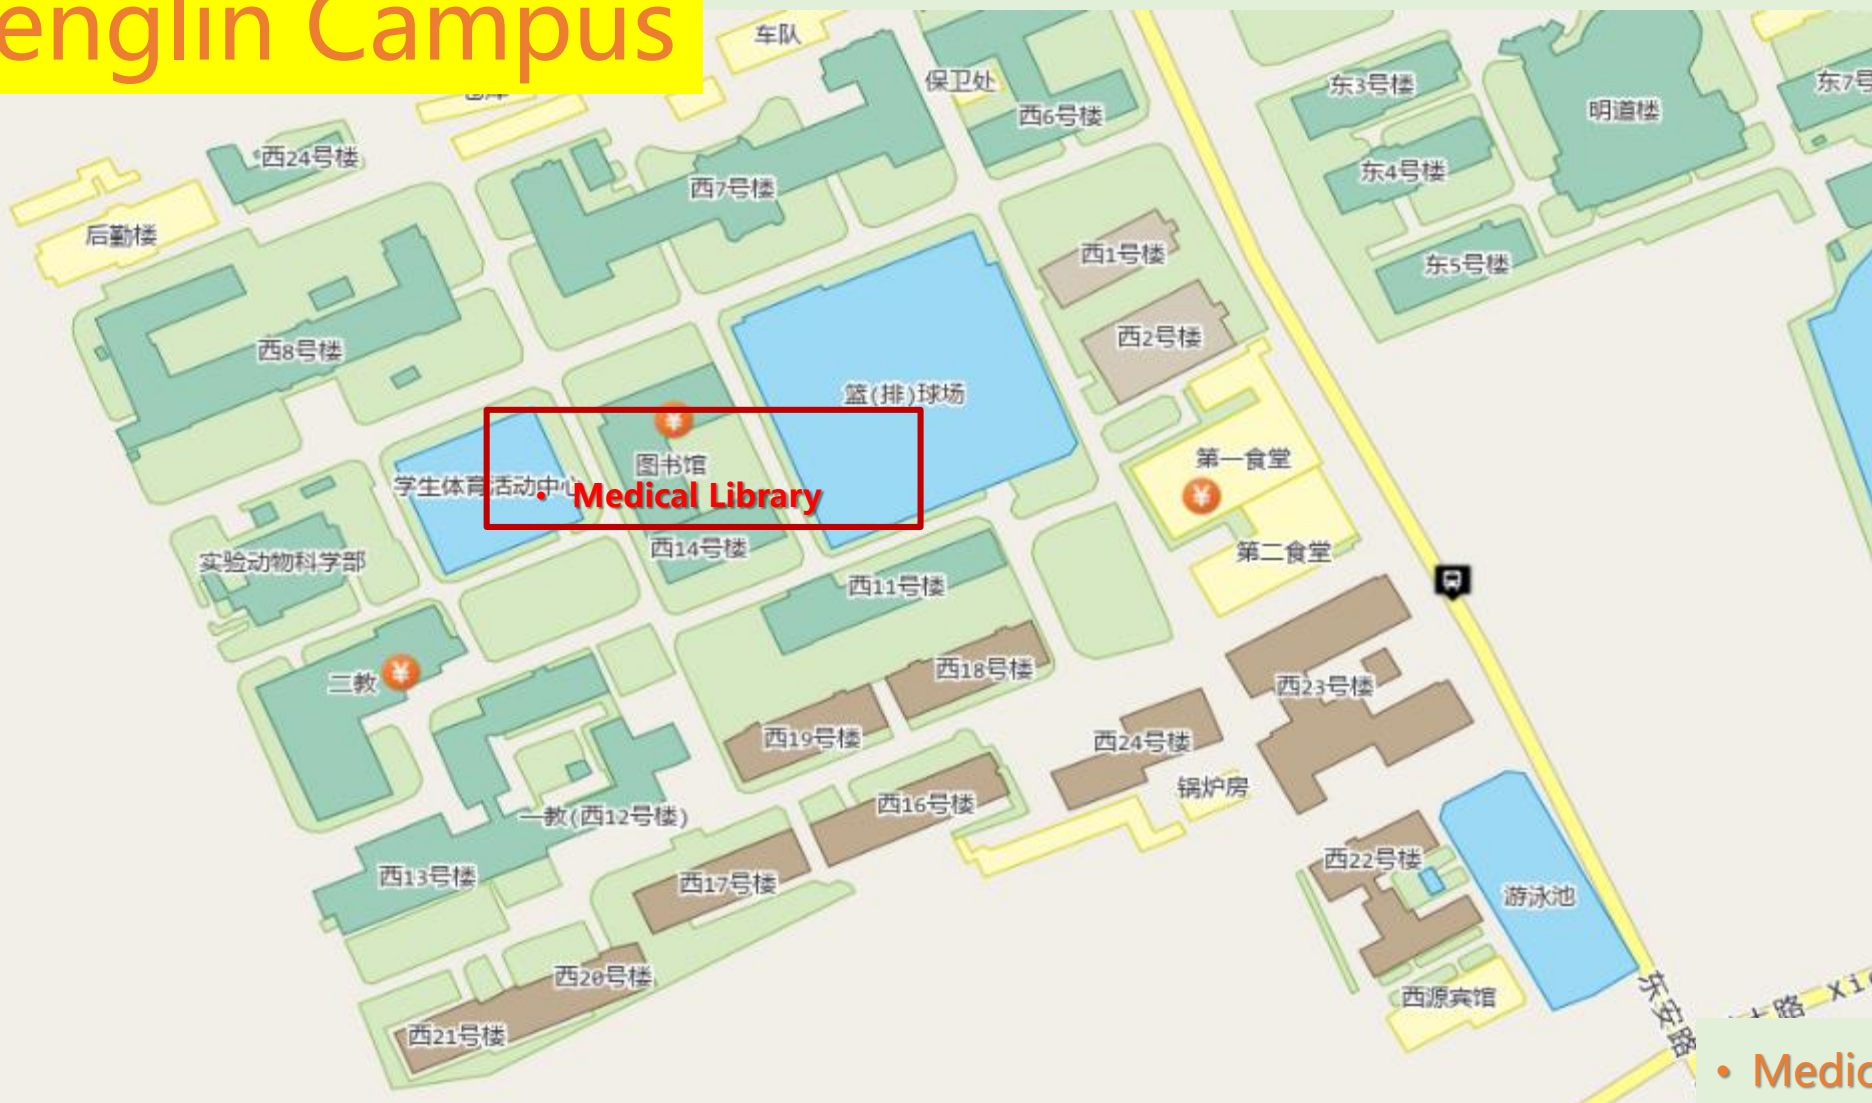 englin Campus
车队
保卫处
西6号楼
东3号楼
明道楼
东7号
西24号楼
西7号楼
东4号楼
后勤楼
西1号楼
东5号楼
西8号楼
西2号楼
篮(排)球场
图书馆
第一食堂
学生体育活动中心
• Medical Library
西14号楼
第二食堂
实验动物科学部
西11号楼
西18号楼
二教
西23号楼
西19号楼
西24号楼
锅炉房
西16号楼
一教(西12号楼)
西22号楼
西13号楼
西17号楼
游泳池
西20号楼
西源宾馆
东安路
路 Xi
西21号楼
• Medic